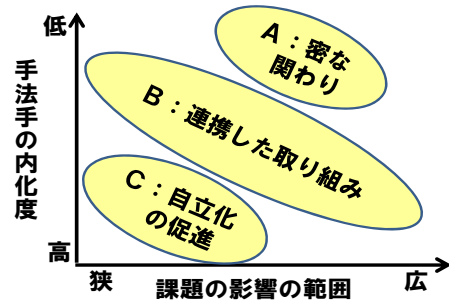 低
A：密な
関わり
B：連携した取り組み
C：自立化
の促進
手法手の内化度
高
狭
課題の影響の範囲
広